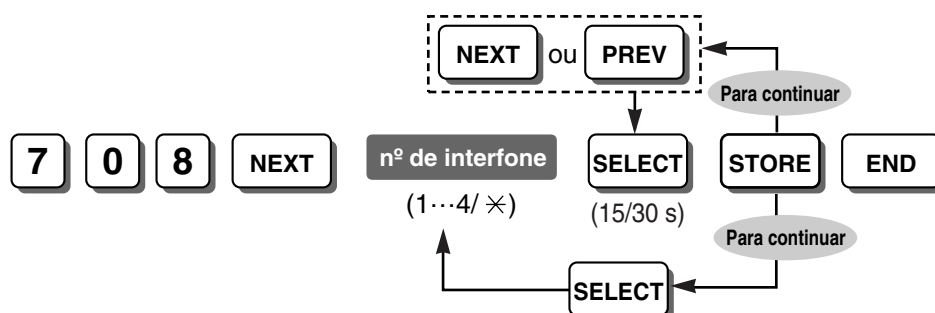 NEXT ou PREV
Para continuar
7 0 8 NEXT nº de interfone SELECT STORE END
(1···4/ ✳) (15/30 s)
Para continuar
SELECT